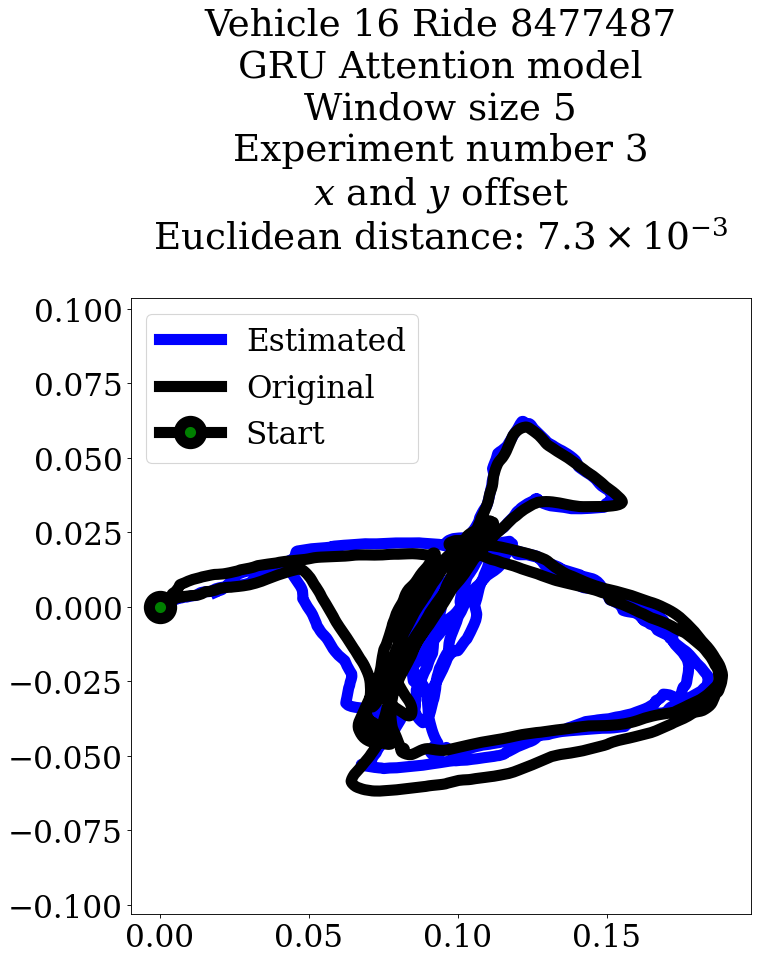 Vehicle 16 Ride 8477487
GRU Attention model
Window size 5
Experiment number 3
x and y offset
Euclidean distance: 7.3 × 10⁻³
0.100
0.075
0.050
0.025
0.000
−0.025
−0.050
−0.075
−0.100
Estimated
Original
Start
0.00 0.05 0.10 0.15